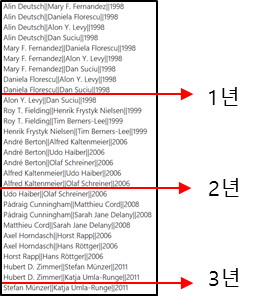 Alin Deutsch||Mary F. Fernandez||1998
Alin Deutsch||Daniela Florescu||1998
Alin Deutsch||Alon Y. Levy||1998
Alin Deutsch||Dan Suciu||1998
Mary F. Fernandez||Daniela Florescu||1998
Mary F. Fernandez||Alon Y. Levy||1998
Mary F. Fernandez||Dan Suciu||1998
Daniela Florescu||Alon Y. Levy||1998
Daniela Florescu||Dan Suciu||1998
1년
Alon Y. Levy||Dan Suciu||1998
Roy T. Fielding||Henrik Frystyk Nielsen||1999
Roy T. Fielding||Tim Berners-Lee||1999
Henrik Frystyk Nielsen||Tim Berners-Lee||1999
André Berton||Alfred Kaltenmeier||2006
André Berton||Udo Haiber||2006
André Berton||Olaf Schreiner||2006
Alfred Kaltenmeier||Udo Haiber||2006
Alfred Kaltenmeier||Olaf Schreiner||2006
2년
Udo Haiber||Olaf Schreiner||2006
Pádraig Cunningham||Matthieu Cord||2008
Pádraig Cunningham||Sarah Jane Delany||2008
Matthieu Cord||Sarah Jane Delany||2008
Axel Horndasch||Horst Rapp||2006
Axel Horndasch||Hans Röttger||2006
Horst Rapp||Hans Röttger||2006
Hubert D. Zimmer||Stefan Münzer||2011
Hubert D. Zimmer||Katja Umla-Runge||2011
3년
Stefan Münzer||Katja Umla-Runge||2011